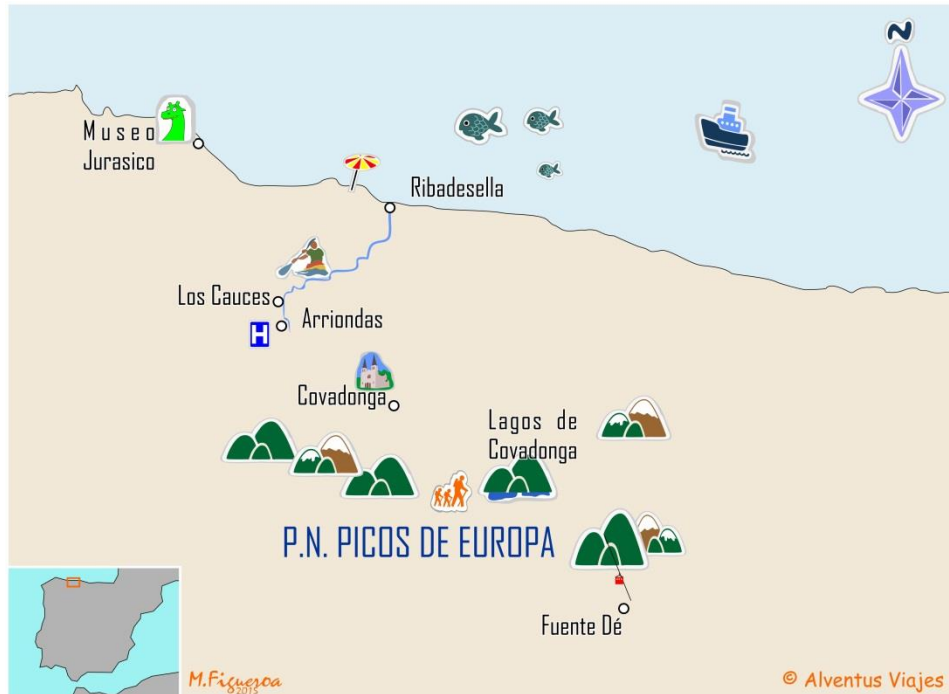 N
Museo
Jurasico
Ribadesella
Los Cauces
H
Arriondas
Covadonga
Lagos de
Covadonga
P.N. PICOS DE EUROPA
Fuente Dé
M.Figueroa
2015
© Alventus Viajes